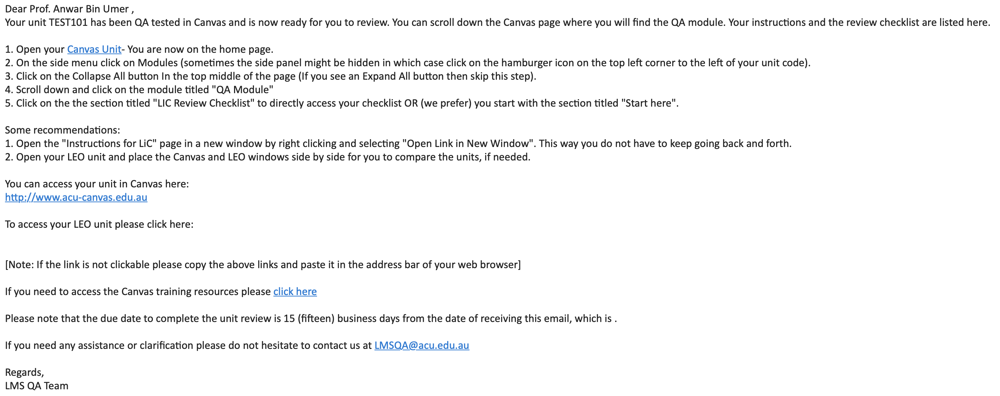 Dear Prof. Anwar Bin Umer ,
Your unit TEST101 has been QA tested in Canvas and is now ready for you to review. You can scroll down the Canvas page where you will find the QA module. Your instructions and the review checklist are listed here.
1. Open your Canvas Unit- You are now on the home page.
2. On the side menu click on Modules (sometimes the side panel might be hidden in which case click on the hamburger icon on the top left corner to the left of your unit code).
3. Click on the Collapse All button In the top middle of the page (If you see an Expand All button then skip this step).
4. Scroll down and click on the module titled "QA Module"
5. Click on the the section titled "LIC Review Checklist" to directly access your checklist OR (we prefer) you start with the section titled "Start here".
Some recommendations:
1. Open the "Instructions for LiC" page in a new window by right clicking and selecting "Open Link in New Window". This way you do not have to keep going back and forth.
2. Open your LEO unit and place the Canvas and LEO windows side by side for you to compare the units, if needed.
You can access your unit in Canvas here:
http://www.acu-canvas.edu.au
To access your LEO unit please click here:
[Note: If the link is not clickable please copy the above links and paste it in the address bar of your web browser]
If you need to access the Canvas training resources please click here
Please note that the due date to complete the unit review is 15 (fifteen) business days from the date of receiving this email, which is .
If you need any assistance or clarification please do not hesitate to contact us at LMSQA@acu.edu.au
Regards,
LMS QA Team